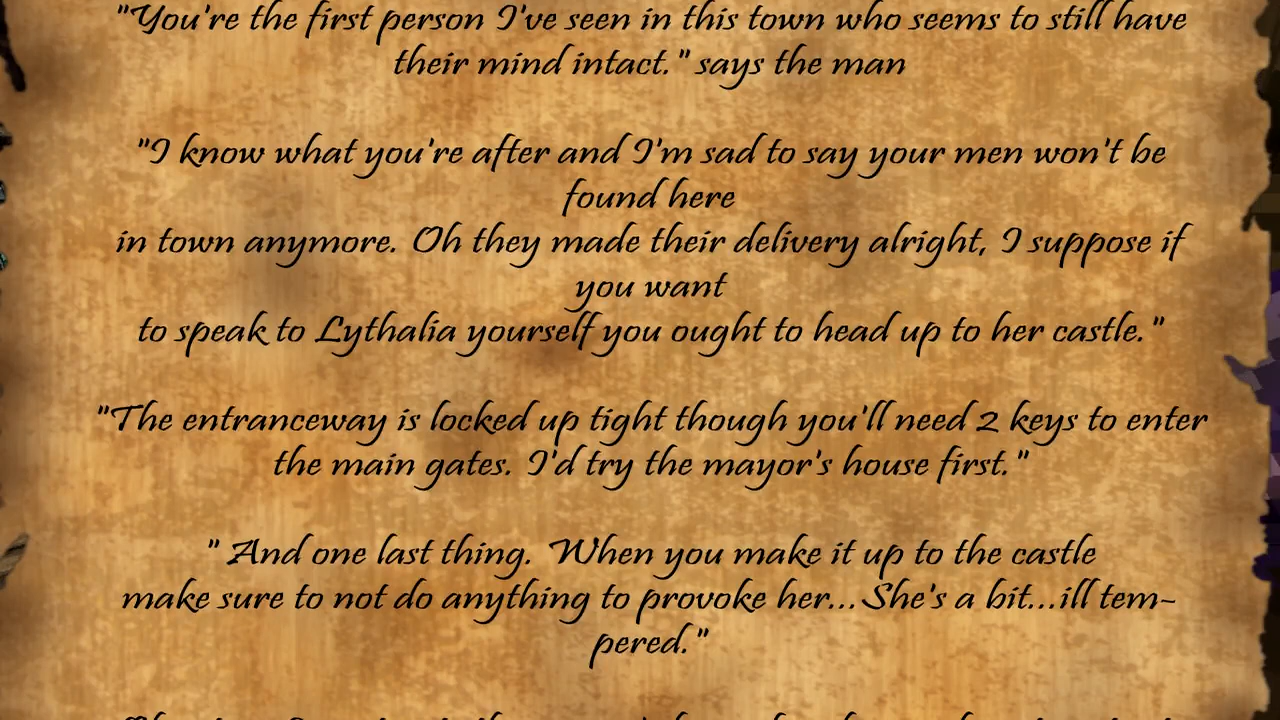 "You're the first person I've seen in this town who seems to still have
their mind intact." says the man
"I know what you're after and I'm sad to say your men won't be
found here
in town anymore. Oh they made their delivery alright, I suppose if
you want
to speak to Lythalia yourself you ought to head up to her castle."
"The entranceway is locked up tight though you'll need 2 keys to enter
the main gates. I'd try the mayor's house first."
" And one last thing. When you make it up to the castle
make sure to not do anything to provoke her...She's a bit...ill tem-
pered."